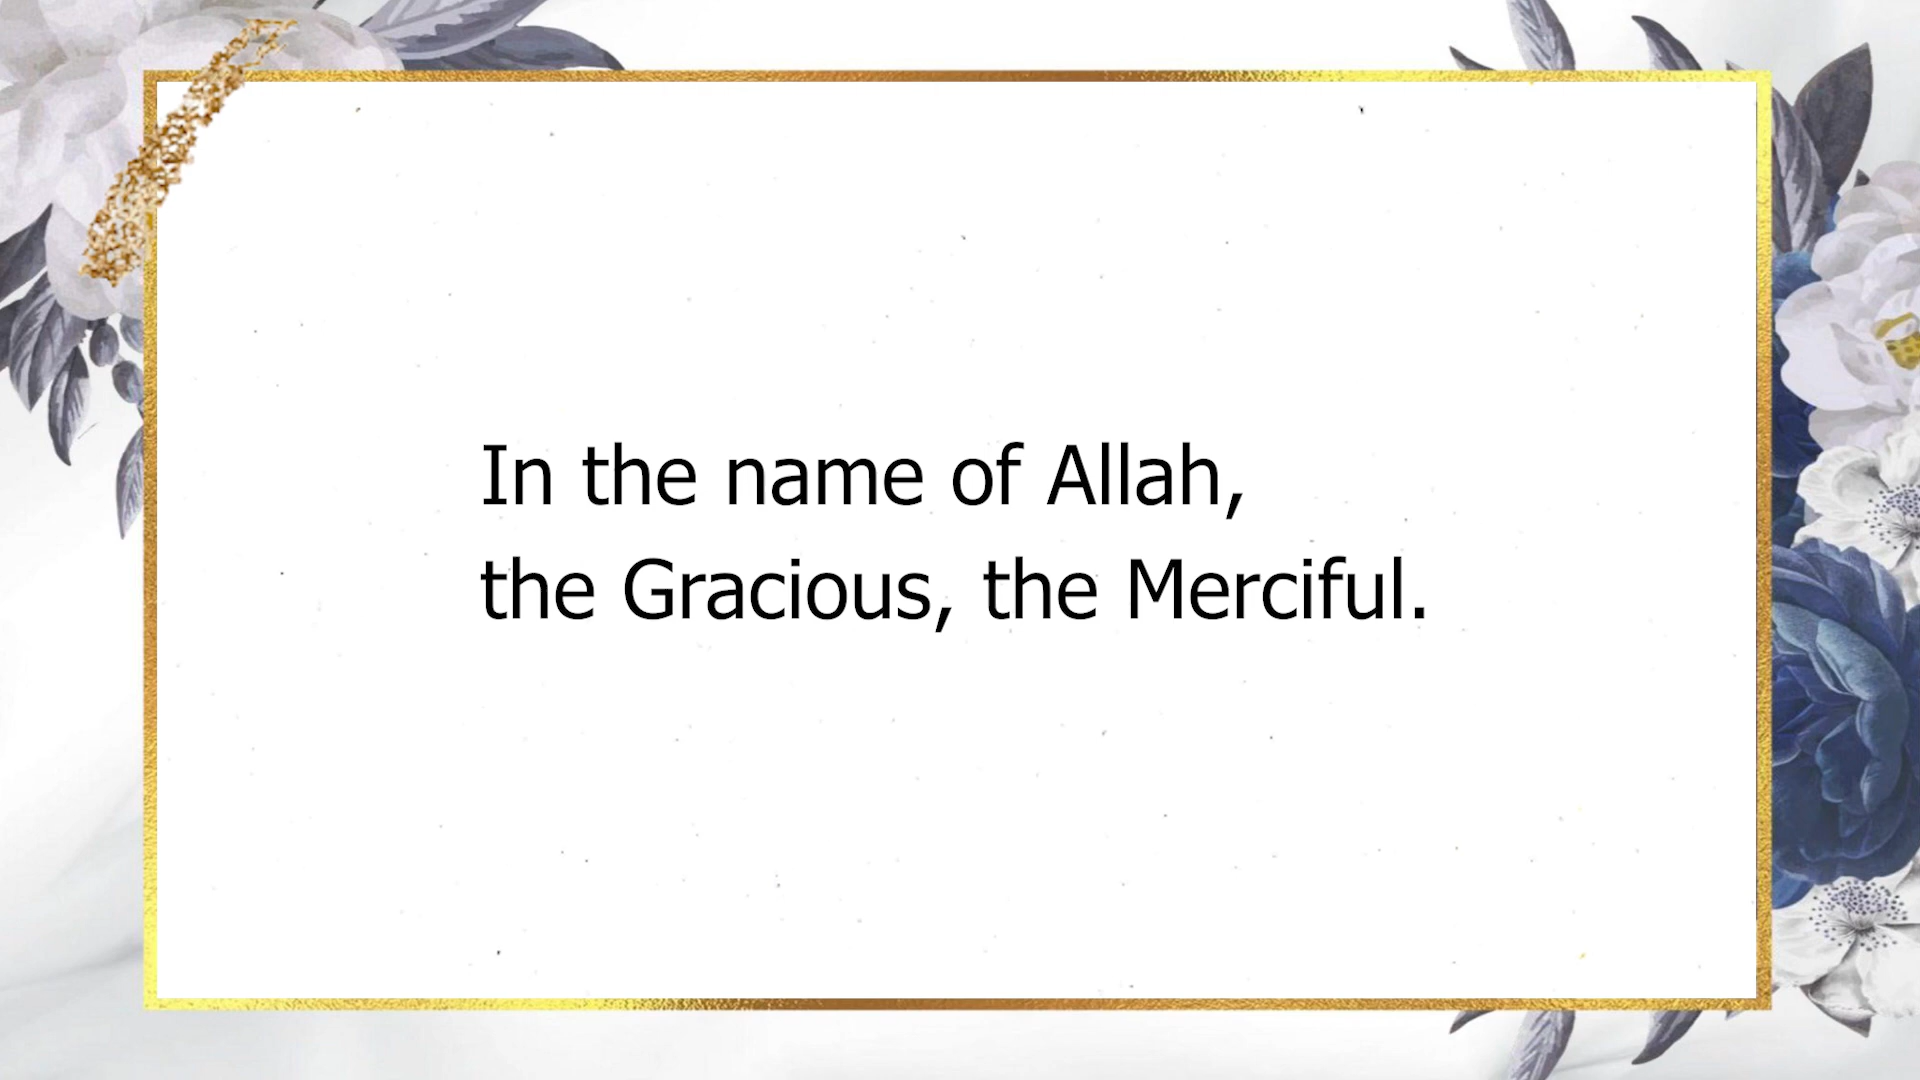 In the name of Allah,
the Gracious, the Merciful.